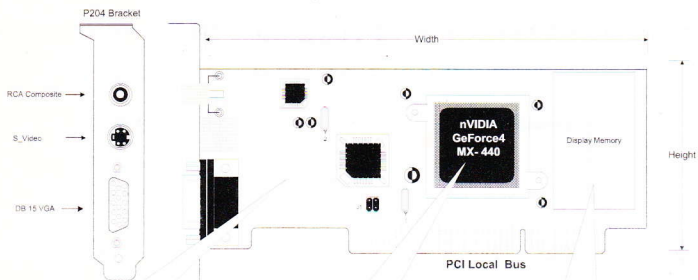 P204 Bracket
Width
RCA Composite
S_Video
DB 15 VGA
nVIDIA
GeForce4
MX- 440
Display Memory
Height
PCI Local Bus